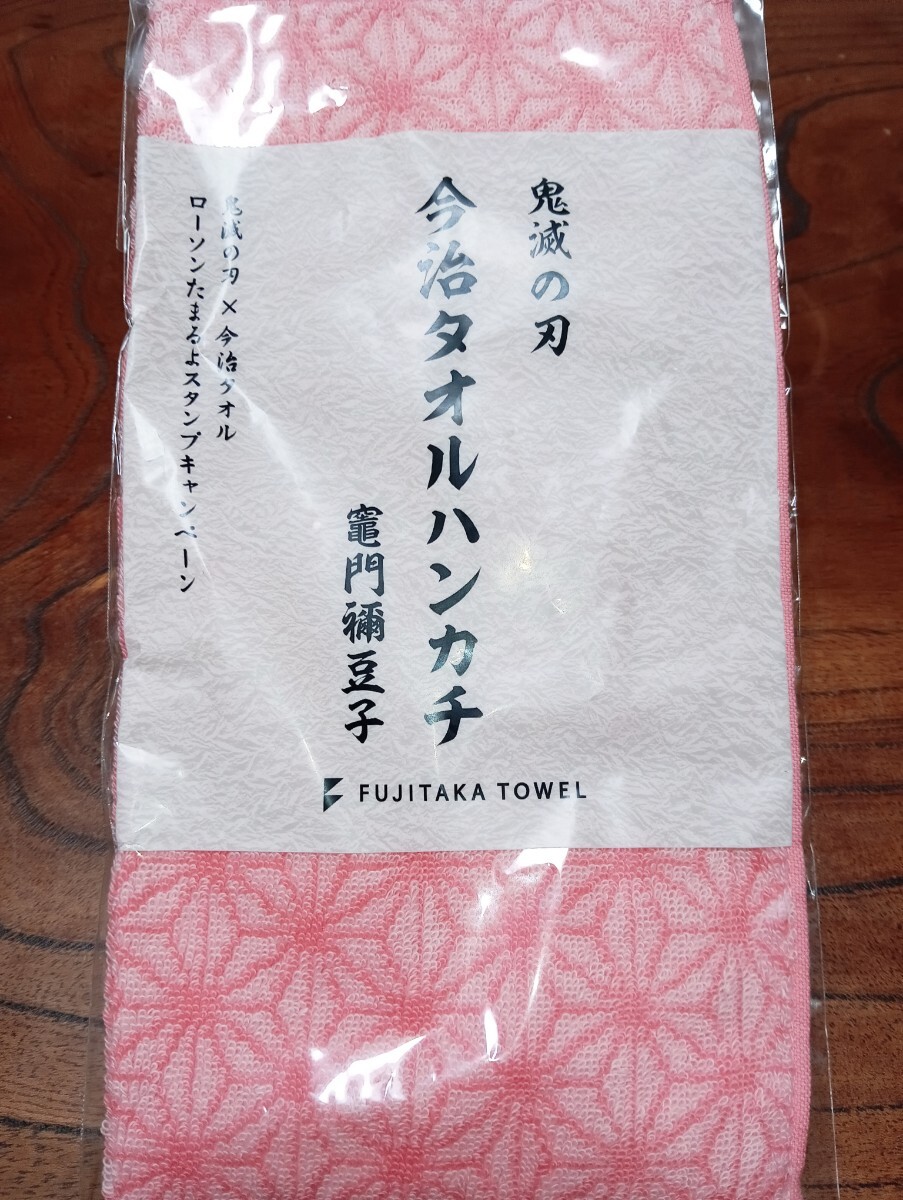 鬼滅の刃
今治タオルハンカチ
竈門禰豆子
鬼滅の刃×今治タオル
ローソンたまるよスタンプキャンペーン
FUJITAKA TOWEL